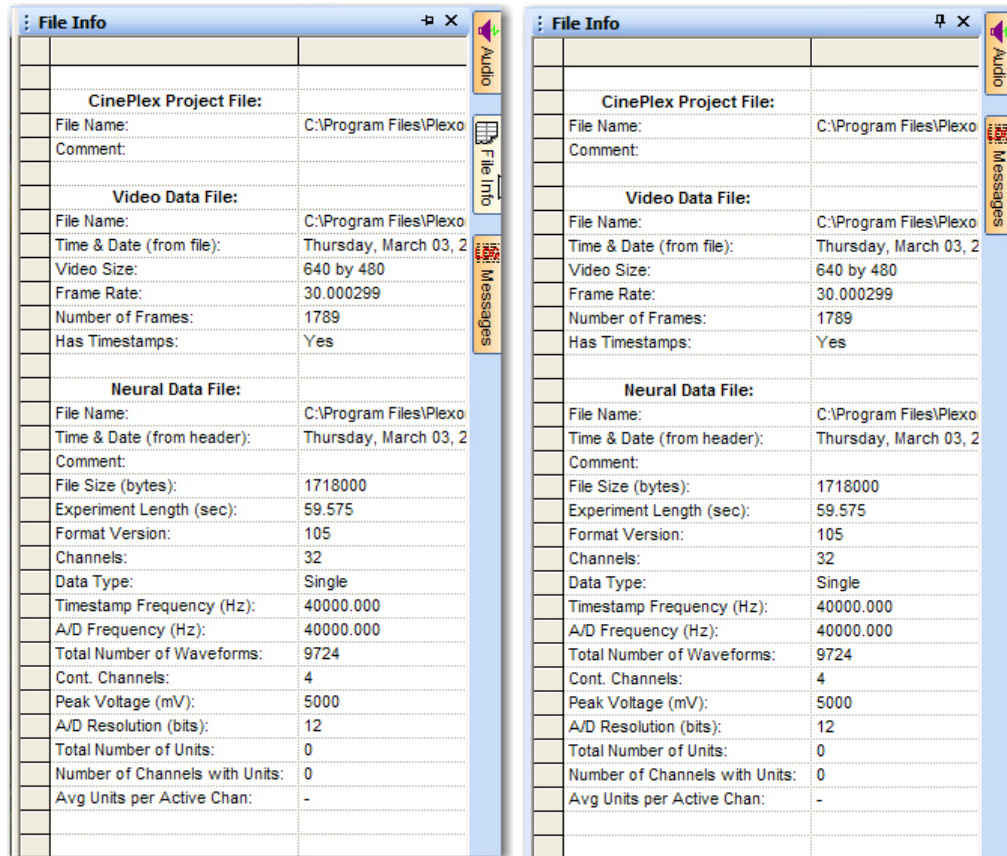 File Info
CinePlex Project File:
File Name: C:\Program Files\Plexo
Comment:
Video Data File:
File Name: C:\Program Files\Plexo
Time & Date (from file): Thursday, March 03, 2
Video Size: 640 by 480
Frame Rate: 30.000299
Number of Frames: 1789
Has Timestamps: Yes
Neural Data File:
File Name: C:\Program Files\Plexo
Time & Date (from header): Thursday, March 03, 2
Comment:
File Size (bytes): 1718000
Experiment Length (sec): 59.575
Format Version: 105
Channels: 32
Data Type: Single
Timestamp Frequency (Hz): 40000.000
A/D Frequency (Hz): 40000.000
Total Number of Waveforms: 9724
Cont. Channels: 4
Peak Voltage (mV): 5000
A/D Resolution (bits): 12
Total Number of Units: 0
Number of Channels with Units: 0
Avg Units per Active Chan: -
Audio
File Info
Messages
File Info
CinePlex Project File:
File Name: C:\Program Files\Plexo
Comment:
Video Data File:
File Name: C:\Program Files\Plexo
Time & Date (from file): Thursday, March 03, 2
Video Size: 640 by 480
Frame Rate: 30.000299
Number of Frames: 1789
Has Timestamps: Yes
Neural Data File:
File Name: C:\Program Files\Plexo
Time & Date (from header): Thursday, March 03, 2
Comment:
File Size (bytes): 1718000
Experiment Length (sec): 59.575
Format Version: 105
Channels: 32
Data Type: Single
Timestamp Frequency (Hz): 40000.000
A/D Frequency (Hz): 40000.000
Total Number of Waveforms: 9724
Cont. Channels: 4
Peak Voltage (mV): 5000
A/D Resolution (bits): 12
Total Number of Units: 0
Number of Channels with Units: 0
Avg Units per Active Chan: -
Audio
Messages